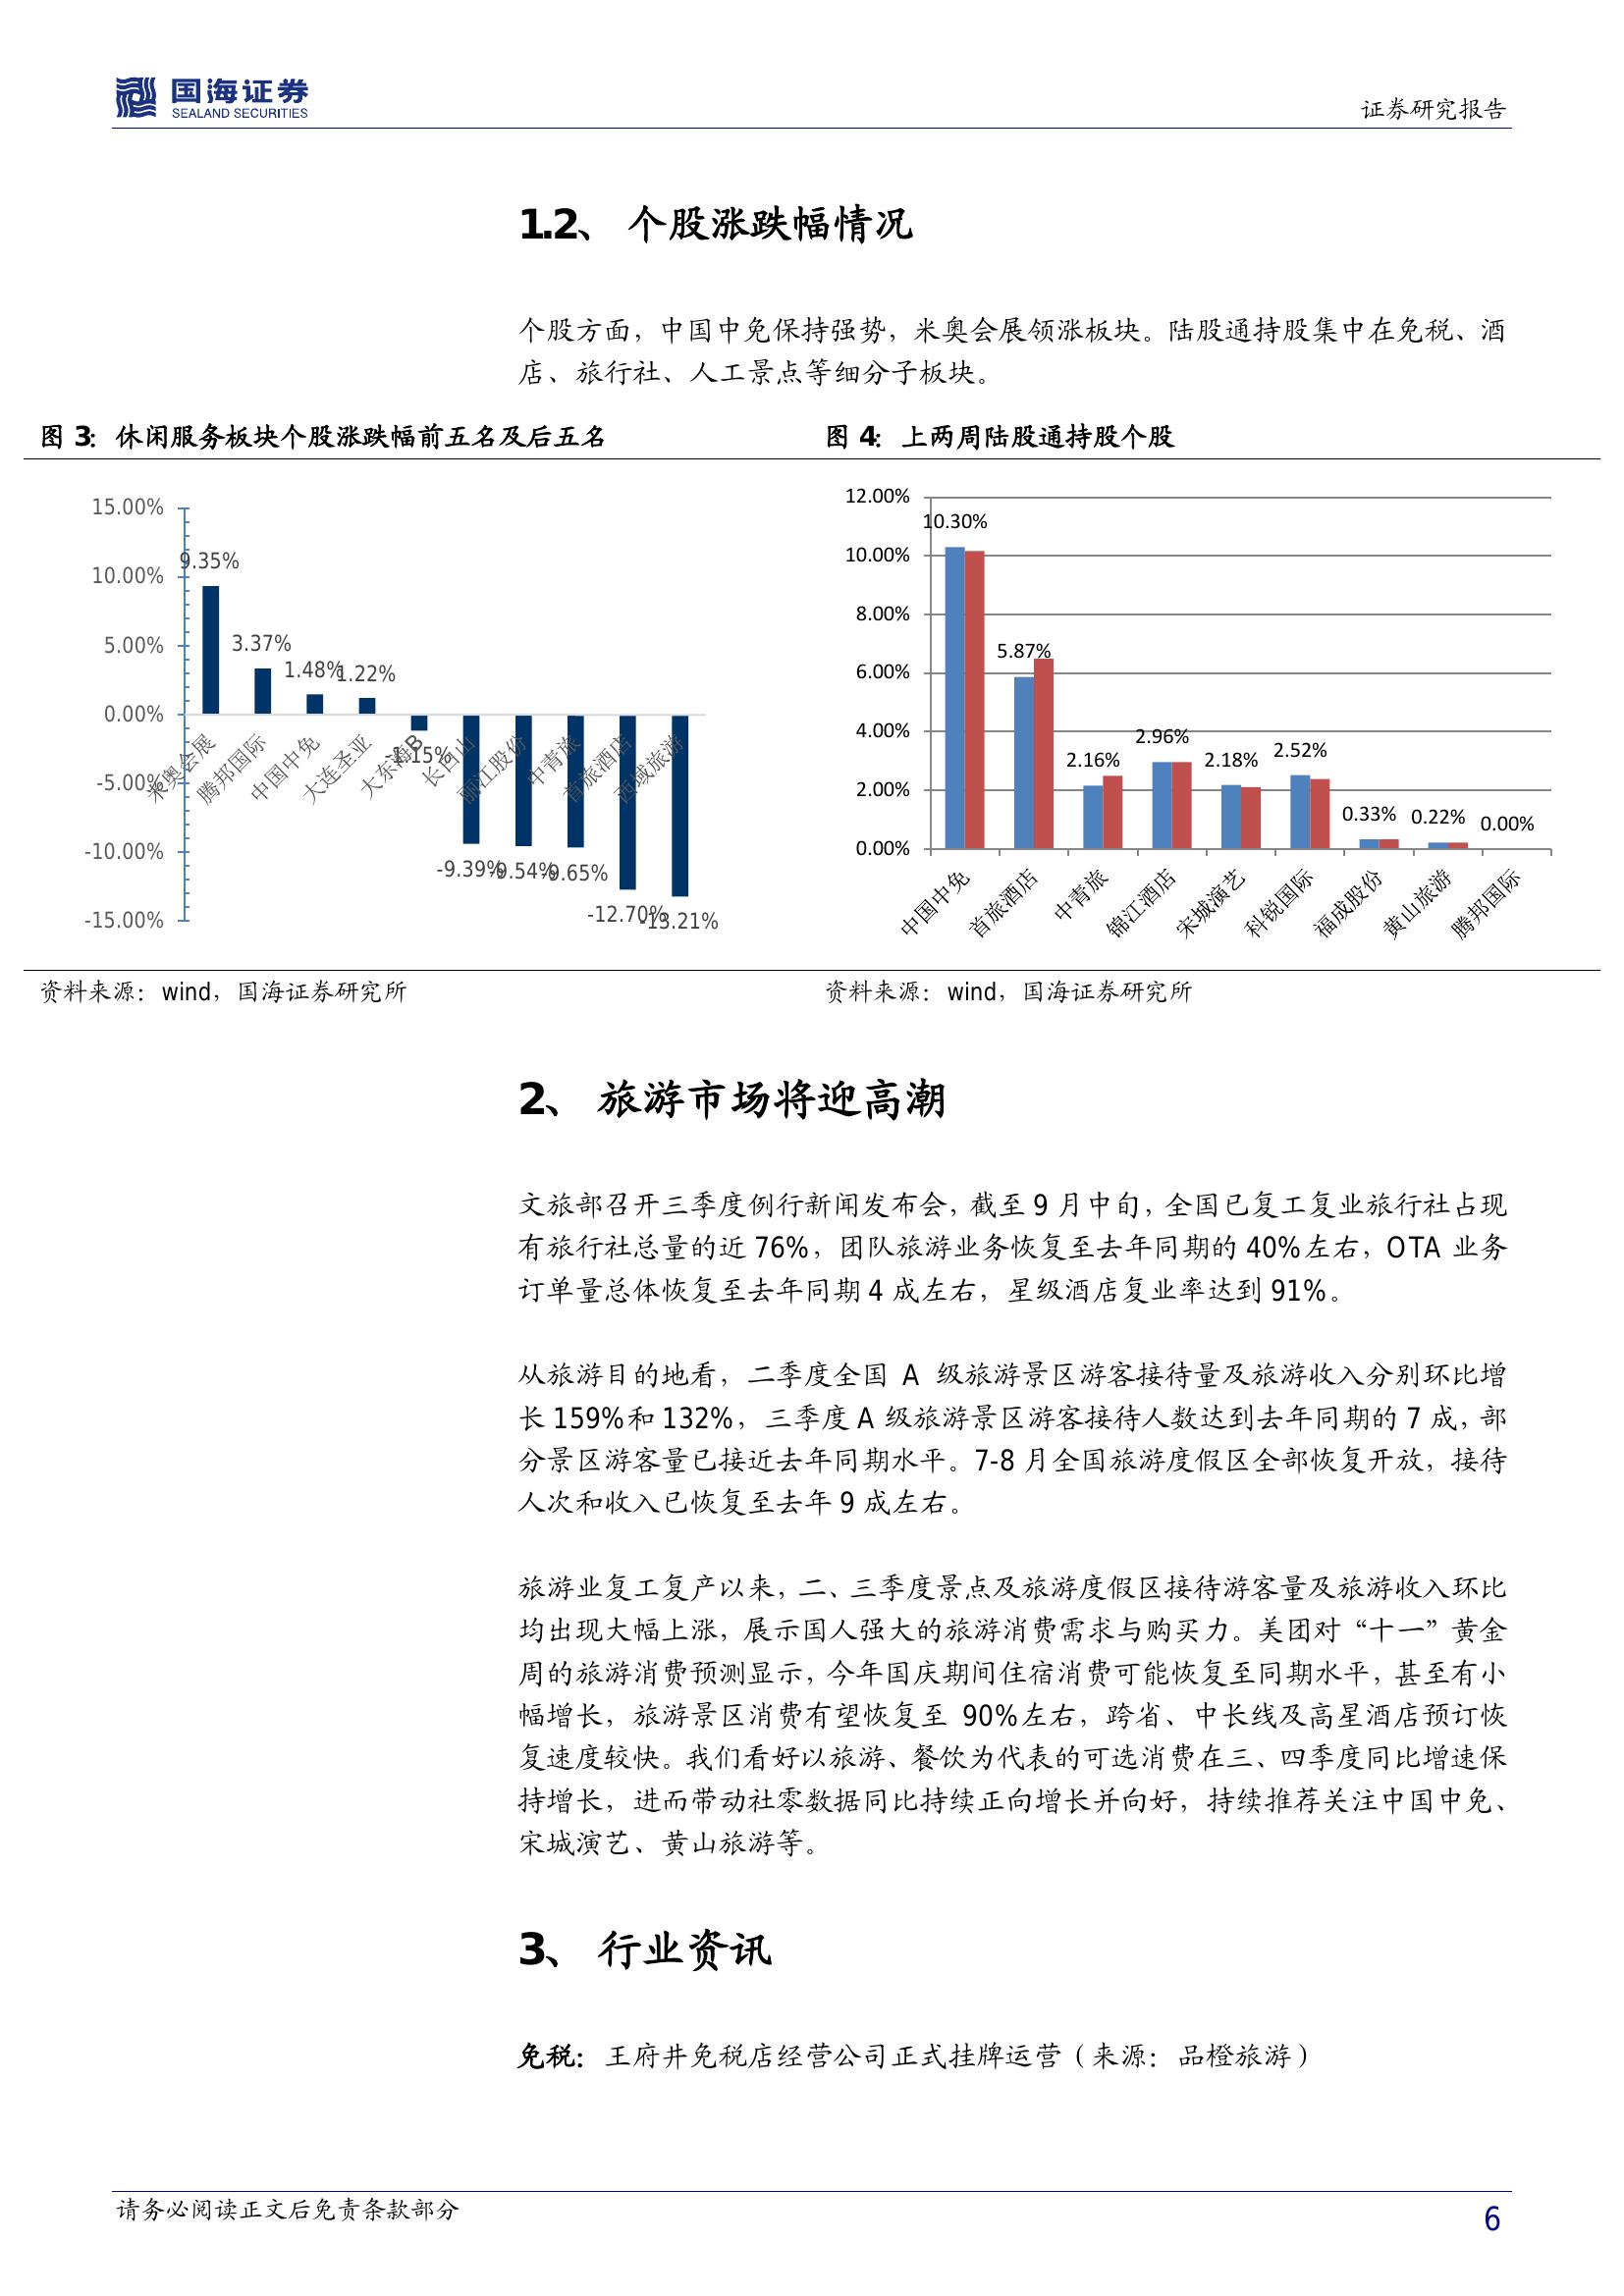 国海证券
SEALAND SECURITIES
证券研究报告
1.2、 个股涨跌幅情况
个股方面，中国中免保持强势，米奥会展领涨板块。陆股通持股集中在免税、酒
店、旅行社、人工景点等细分子板块。
图 3：休闲服务板块个股涨跌幅前五名及后五名
15.00%
10.00%
5.00%
0.00%
-5.00%
-10.00%
-15.00%
9.35%
3.37%
1.48%
1.22%
-1.15%
-9.39%
-9.54%
-9.65%
-12.70%
-13.21%
米奥会展
腾邦国际
中国中免
大连圣亚
大东海B
长白山
丽江股份
中青旅
首旅酒店
西域旅游
资料来源：wind，国海证券研究所
图 4：上两周陆股通持股个股
12.00%
10.00%
8.00%
6.00%
4.00%
2.00%
0.00%
10.30%
5.87%
2.16%
2.96%
2.18%
2.52%
0.33%
0.22%
0.00%
中国中免
首旅酒店
中青旅
锦江酒店
宋城演艺
科锐国际
福成股份
黄山旅游
腾邦国际
资料来源：wind，国海证券研究所
2、 旅游市场将迎高潮
文旅部召开三季度例行新闻发布会，截至 9 月中旬，全国已复工复业旅行社占现
有旅行社总量的近 76%，团队旅游业务恢复至去年同期的 40%左右，OTA 业务
订单量总体恢复至去年同期 4 成左右，星级酒店复业率达到 91%。
从旅游目的地看，二季度全国 A 级旅游景区游客接待量及旅游收入分别环比增
长 159%和 132%，三季度 A 级旅游景区游客接待人数达到去年同期的 7 成，部
分景区游客量已接近去年同期水平。7-8 月全国旅游度假区全部恢复开放，接待
人次和收入已恢复至去年 9 成左右。
旅游业复工复产以来，二、三季度景点及旅游度假区接待游客量及旅游收入环比
均出现大幅上涨，展示国人强大的旅游消费需求与购买力。美团对“十一”黄金
周的旅游消费预测显示，今年国庆期间住宿消费可能恢复至同期水平，甚至有小
幅增长，旅游景区消费有望恢复至 90%左右，跨省、中长线及高星酒店预订恢
复速度较快。我们看好以旅游、餐饮为代表的可选消费在三、四季度同比增速保
持增长，进而带动社零数据同比持续正向增长并向好，持续推荐关注中国中免、
宋城演艺、黄山旅游等。
3、 行业资讯
免税：王府井免税店经营公司正式挂牌运营（来源：品橙旅游）
请务必阅读正文后免责条款部分
6